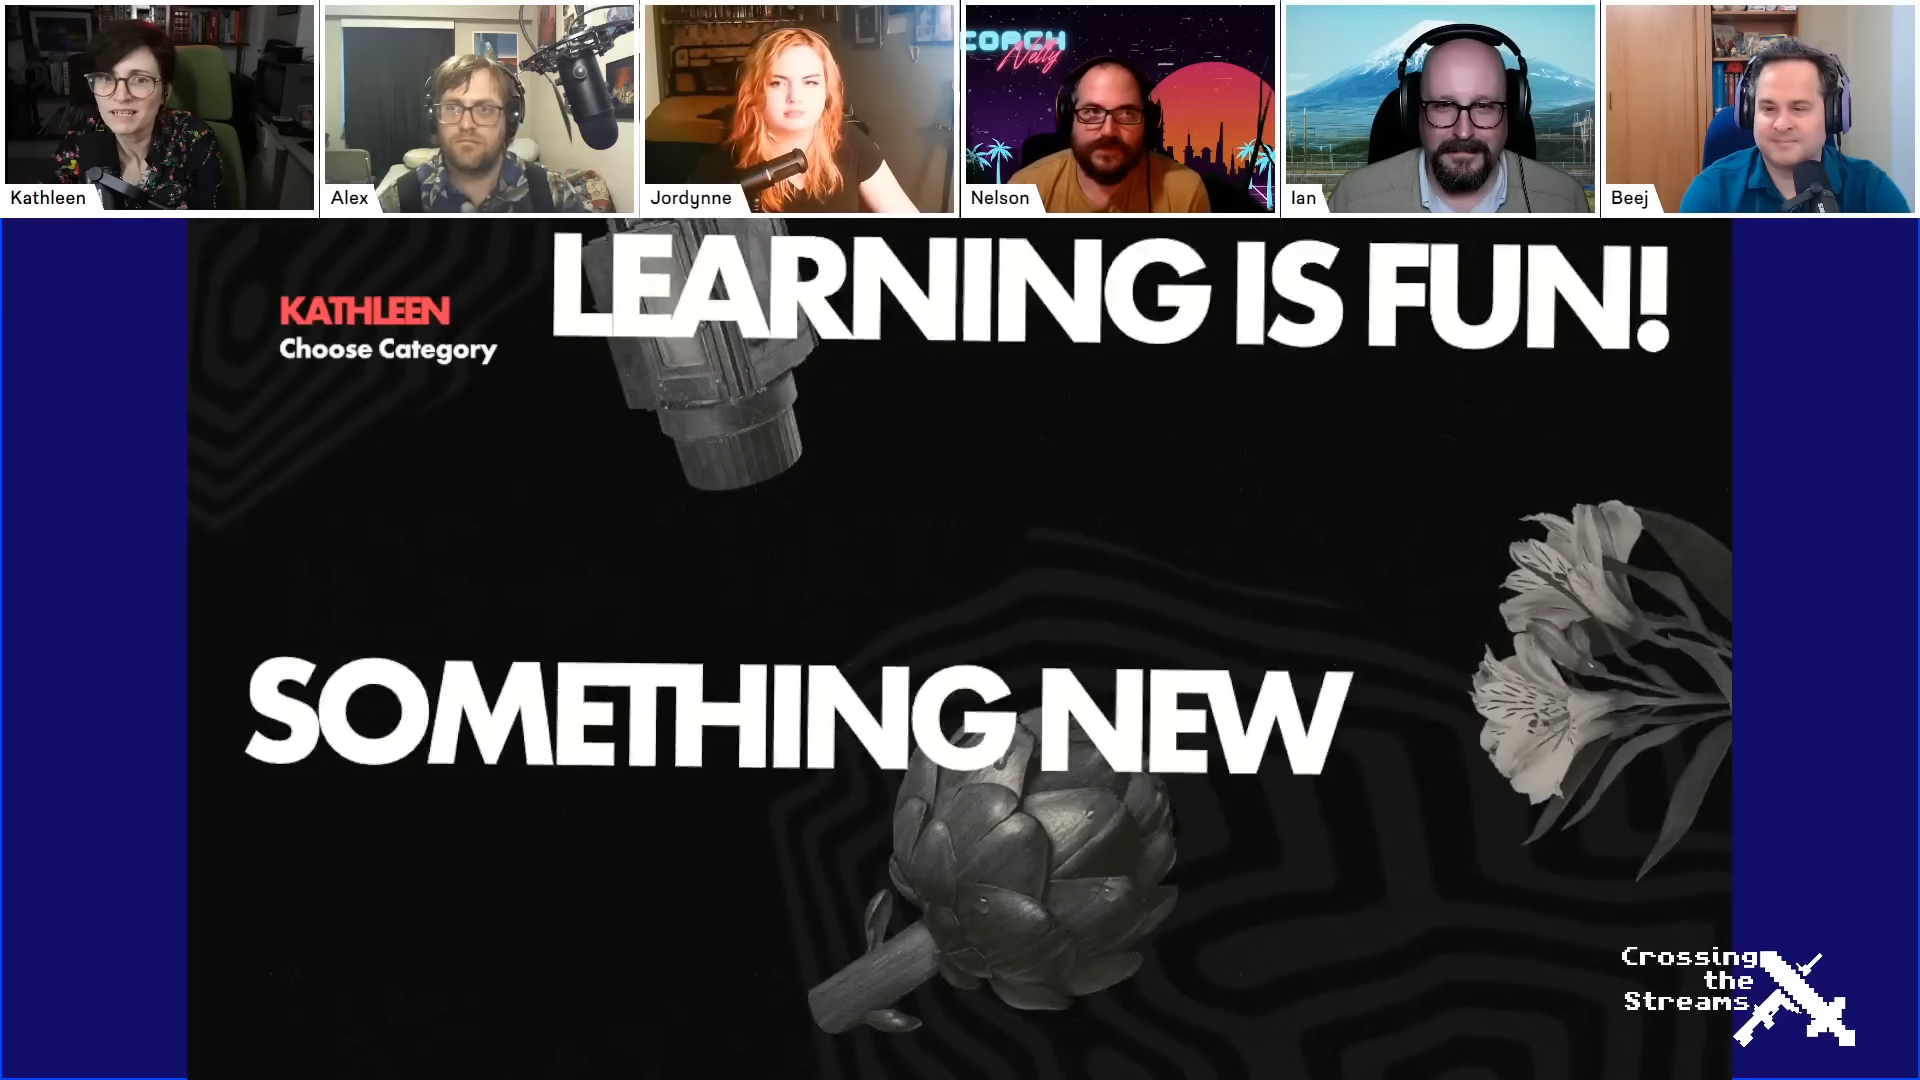 Kathleen
Alex
Jordynne
COACH
Nelly
Nelson
Ian
Beej
KATHLEEN
Choose Category
LEARNING IS FUN!
SOMETHING NEW
Crossing
the
Streams